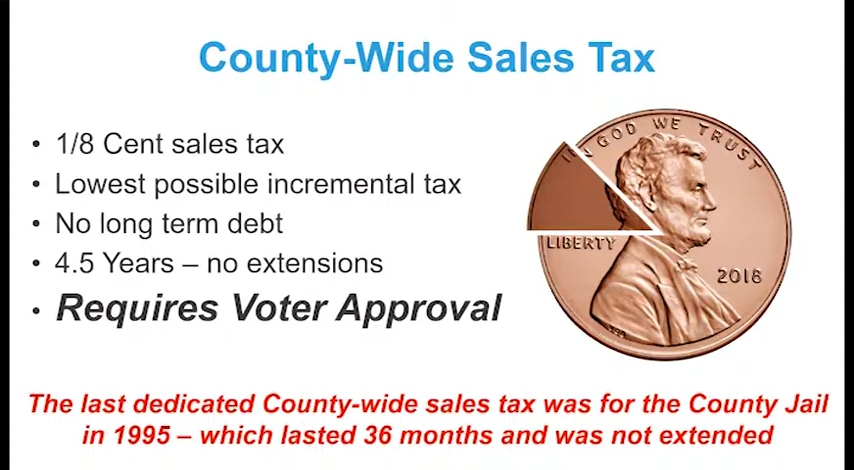 County-Wide Sales Tax
• 1/8 Cent sales tax
• Lowest possible incremental tax
• No long term debt
• 4.5 Years – no extensions
• Requires Voter Approval
IN GOD WE TRUST
LIBERTY
2018
The last dedicated County-wide sales tax was for the County Jail
in 1995 – which lasted 36 months and was not extended